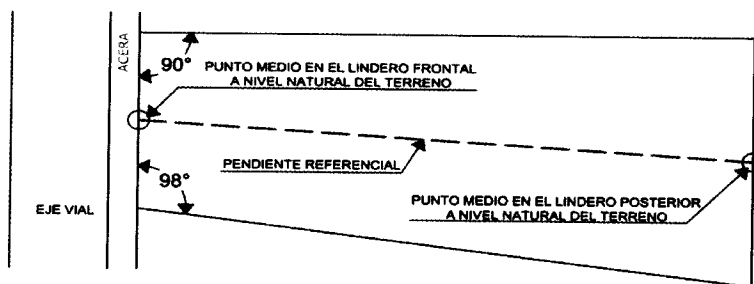 ACERA
90°
PUNTO MEDIO EN EL LINDERO FRONTAL
A NIVEL NATURAL DEL TERRENO
PENDIENTE REFERENCIAL
98°
EJE VIAL
PUNTO MEDIO EN EL LINDERO POSTERIOR
A NIVEL NATURAL DEL TERRENO